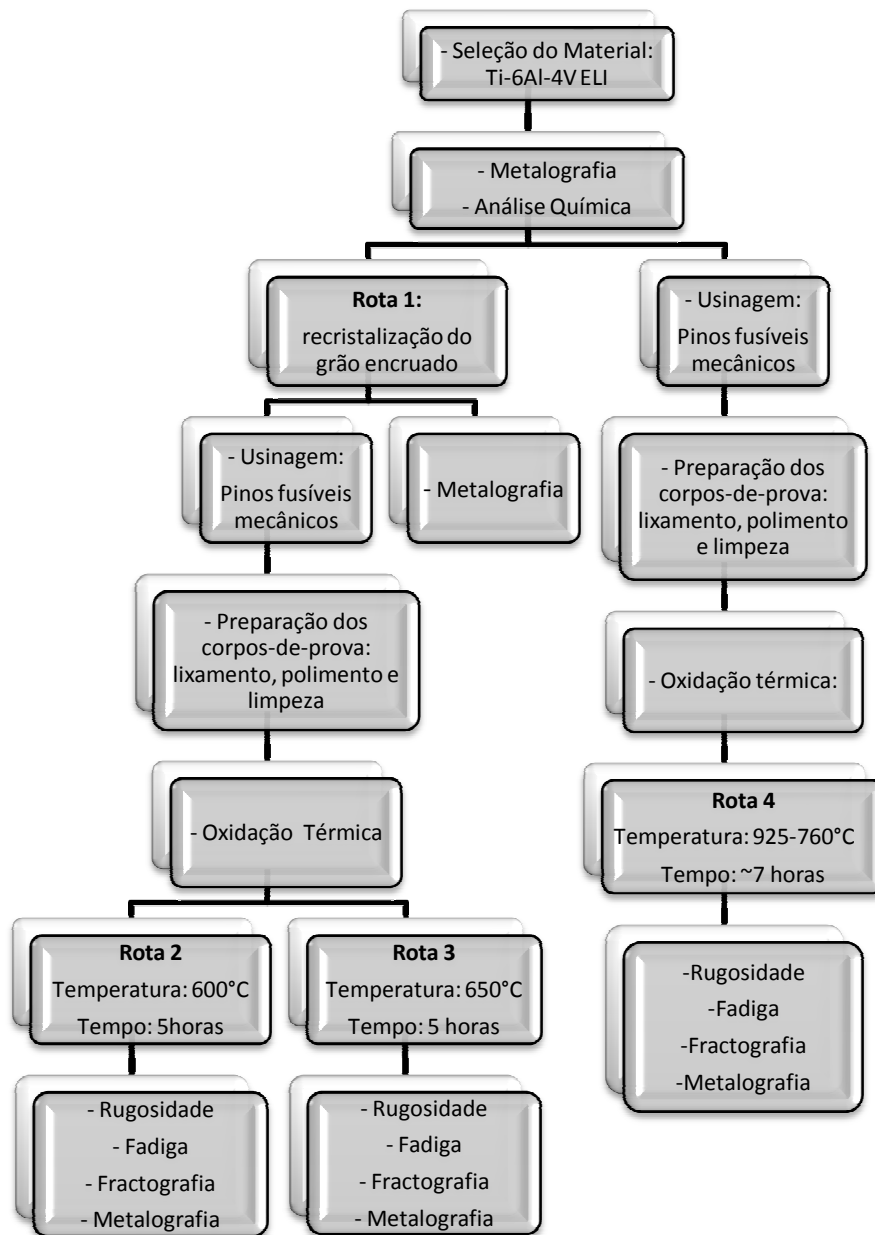 - Seleção do Material:
Ti-6Al-4V ELI
- Metalografia
- Análise Química
Rota 1:
recristalização do
grão encruado
- Usinagem:
Pinos fusíveis
mecânicos
- Metalografia
- Preparação dos
corpos-de-prova:
lixamento, polimento e
limpeza
- Oxidação Térmica
Rota 2
Temperatura: 600°C
Tempo: 5horas
- Rugosidade
- Fadiga
- Fractografia
- Metalografia
Rota 3
Temperatura: 650°C
Tempo: 5 horas
- Rugosidade
- Fadiga
- Fractografia
- Metalografia
- Usinagem:
Pinos fusíveis
mecânicos
- Preparação dos
corpos-de-prova:
lixamento, polimento
e limpeza
- Oxidação térmica:
Rota 4
Temperatura: 925-760°C
Tempo: ~7 horas
-Rugosidade
-Fadiga
-Fractografia
-Metalografia